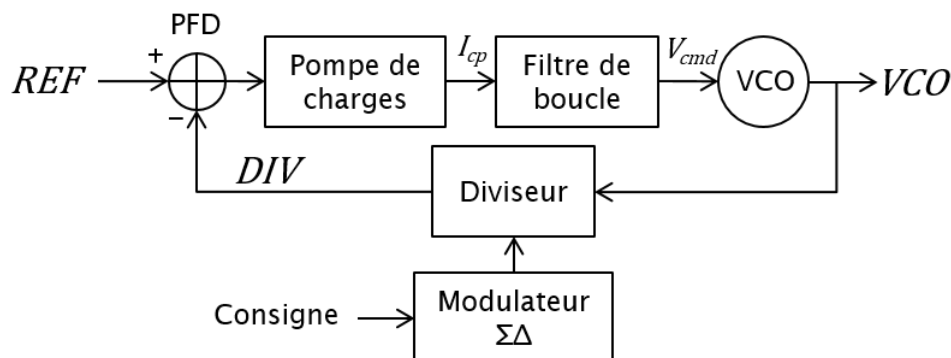 PFD
+
REF
Pompe de
charges
I_cp
Filtre de
boucle
V_cmd
VCO
VCO
−
DIV
Diviseur
Consigne
Modulateur
ΣΔ